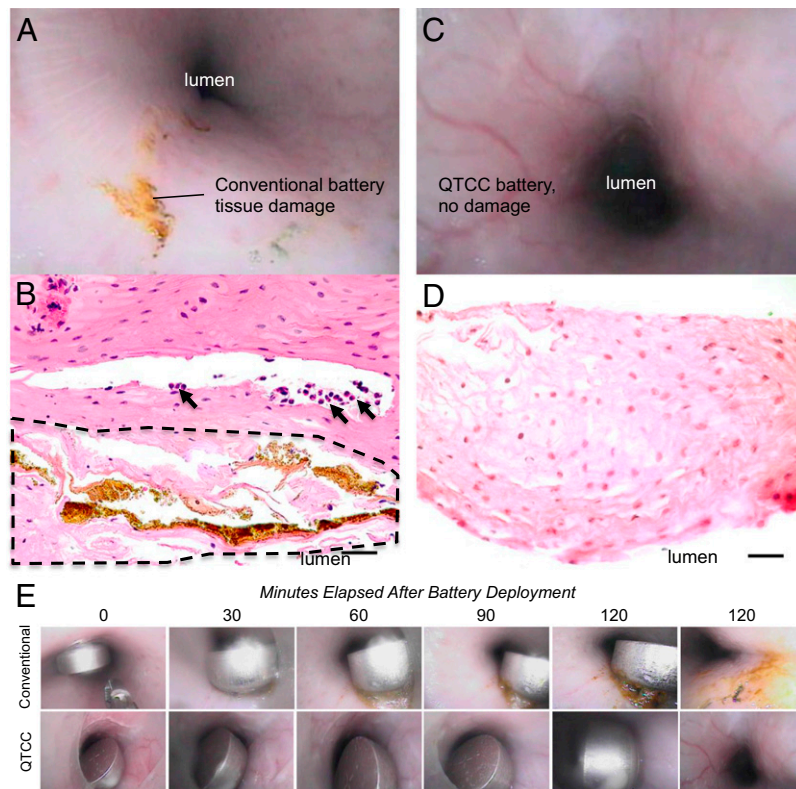 A
lumen
Conventional battery
tissue damage
C
QTCC battery,
no damage
lumen
B
lumen
D
lumen
E
Minutes Elapsed After Battery Deployment
0
30
60
90
120
120
Conventional
QTCC